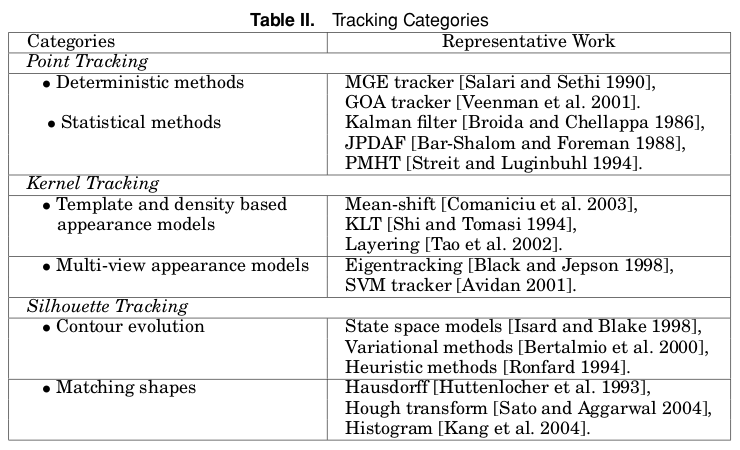 Table II. Tracking Categories
Categories Representative Work
Point Tracking
• Deterministic methods MGE tracker [Salari and Sethi 1990],
GOA tracker [Veenman et al. 2001].
• Statistical methods Kalman filter [Broida and Chellappa 1986],
JPDAF [Bar-Shalom and Foreman 1988],
PMHT [Streit and Luginbuhl 1994].
Kernel Tracking
• Template and density based Mean-shift [Comaniciu et al. 2003],
appearance models KLT [Shi and Tomasi 1994],
Layering [Tao et al. 2002].
• Multi-view appearance models Eigentracking [Black and Jepson 1998],
SVM tracker [Avidan 2001].
Silhouette Tracking
• Contour evolution State space models [Isard and Blake 1998],
Variational methods [Bertalmio et al. 2000],
Heuristic methods [Ronfard 1994].
• Matching shapes Hausdorff [Huttenlocher et al. 1993],
Hough transform [Sato and Aggarwal 2004],
Histogram [Kang et al. 2004].